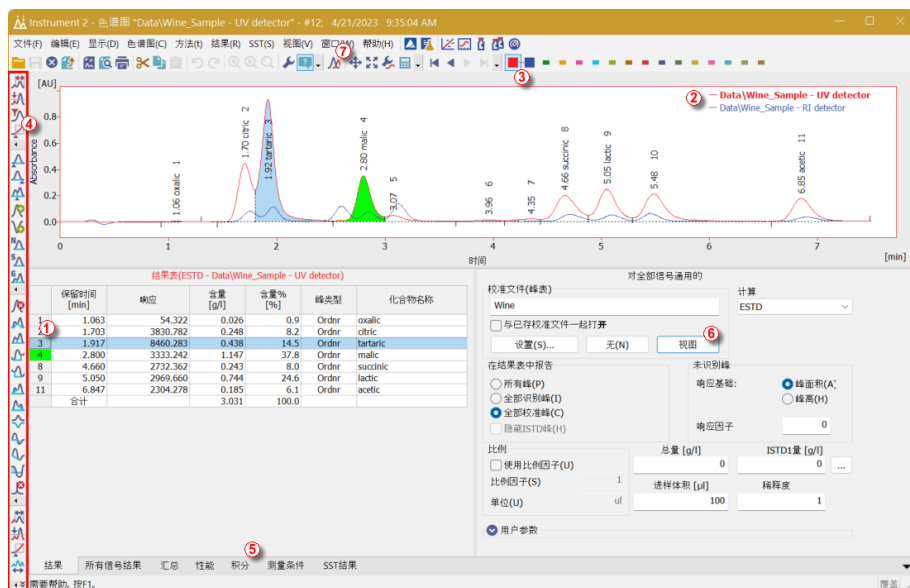 Instrument 2 - 色谱图 "Data\Wine_Sample - UV detector" - #12; 4/21/2023 9:35:04 AM
文件(F) 编辑(E) 显示(D) 色谱图(C) 方法(t) 结果(R) SST(S) 视图(V) 窗口(W) 帮助(H)
⑦
③
[AU]
② Data\Wine_Sample - UV detector
Data\Wine_Sample - RI detector
④
Absorbance
0.8
0.6
0.4
0.2
0.0
1.06 oxalic 1
1.70 citric 2
1.92 tartaric 3
2.80 malic 4
3.07 5
3.96 6
4.35 7
4.66 succinic 8
5.05 lactic 9
5.48 10
6.85 acetic 11
0 1 2 3 4 5 6 7
时间
[min]
结果表(ESTD - Data\Wine_Sample - UV detector)
保留时间 [min] 响应 含量 [g/l] 含量% [%] 峰类型 化合物名称
1 1.063 54.322 0.026 0.9 Ordnr oxalic
① 1.703 3830.782 0.248 8.2 Ordnr citric
3 1.917 8460.283 0.438 14.5 Ordnr tartaric
4 2.800 3333.242 1.147 37.8 Ordnr malic
8 4.660 2732.362 0.243 8.0 Ordnr succinic
9 5.050 2969.660 0.744 24.6 Ordnr lactic
11 6.847 2304.278 0.185 6.1 Ordnr acetic
合计 3.031 100.0
对全部信号通用的
校准文件(峰表)
计算
Wine
ESTD
与已存校准文件一起打开
⑥
设置(S)... 无(N) 视图
在结果表中报告
所有峰(P)
全部识别峰(I)
全部校准峰(C)
隐藏ISTD峰(H)
未识别峰
响应基础: 峰面积(A)
峰高(H)
响应因子 0
比例
使用比例因子(U)
比例因子(S) 1
单位(U) ul
总量 [g/l] ISTD1量 [g/l]
0 0 ...
进样体积 [µl] 稀释度
100 1
用户参数
⑤
结果 所有信号结果 汇总 性能 积分 测量条件 SST结果
需要帮助, 按F1。
覆盖